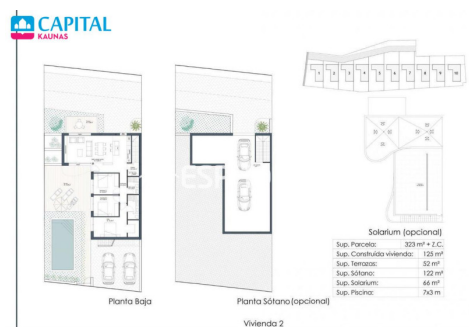 CAPITAL
KAUNAS
1 2 3 4 5 6 7 8 9 10
ESP
Solarium (opcional)
Sup. Parcela: 323 m² + Z.C.
Sup. Construida vivienda: 125 m²
Sup. Terrazas: 52 m²
Sup. Sótano: 122 m²
Sup. Solarium: 66 m²
Sup. Piscina: 7x3 m
Planta Baja
Planta Sótano (opcional)
Vivienda 2